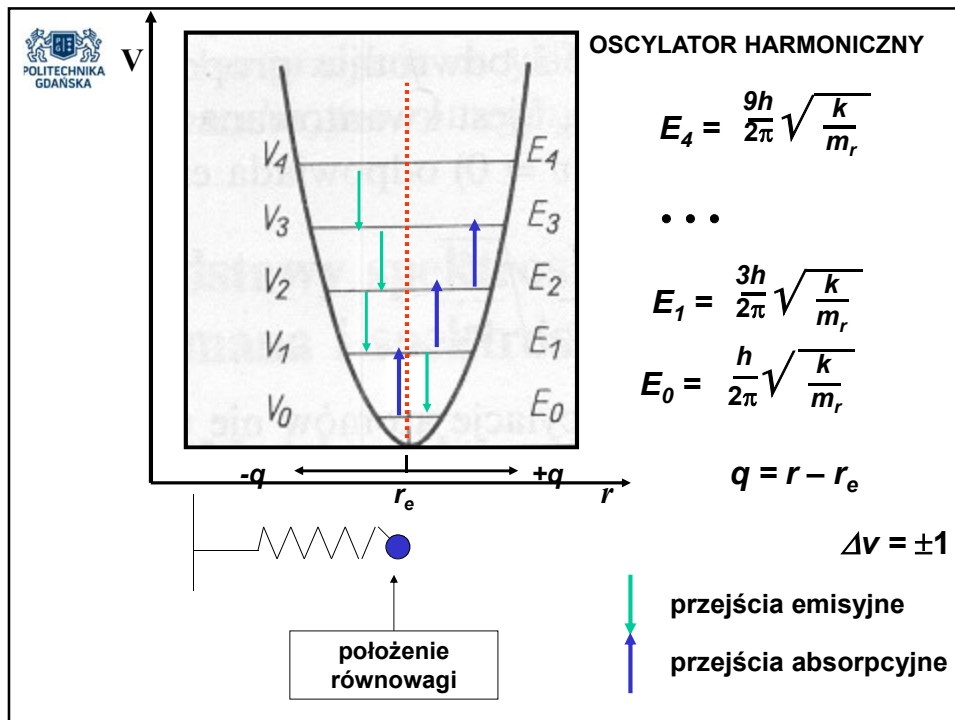 POLITECHNIKA
GDAŃSKA
V
OSCYLATOR HARMONICZNY
E₄ = 9h/2π √k/mᵣ
• • •
E₁ = 3h/2π √k/mᵣ
E₀ = h/2π √k/mᵣ
V₄ E₄
V₃ E₃
V₂ E₂
V₁ E₁
V₀ E₀
-q +q
rₑ r
q = r – rₑ
Δv = ±1
położenie
równowagi
przejścia emisyjne
przejścia absorpcyjne